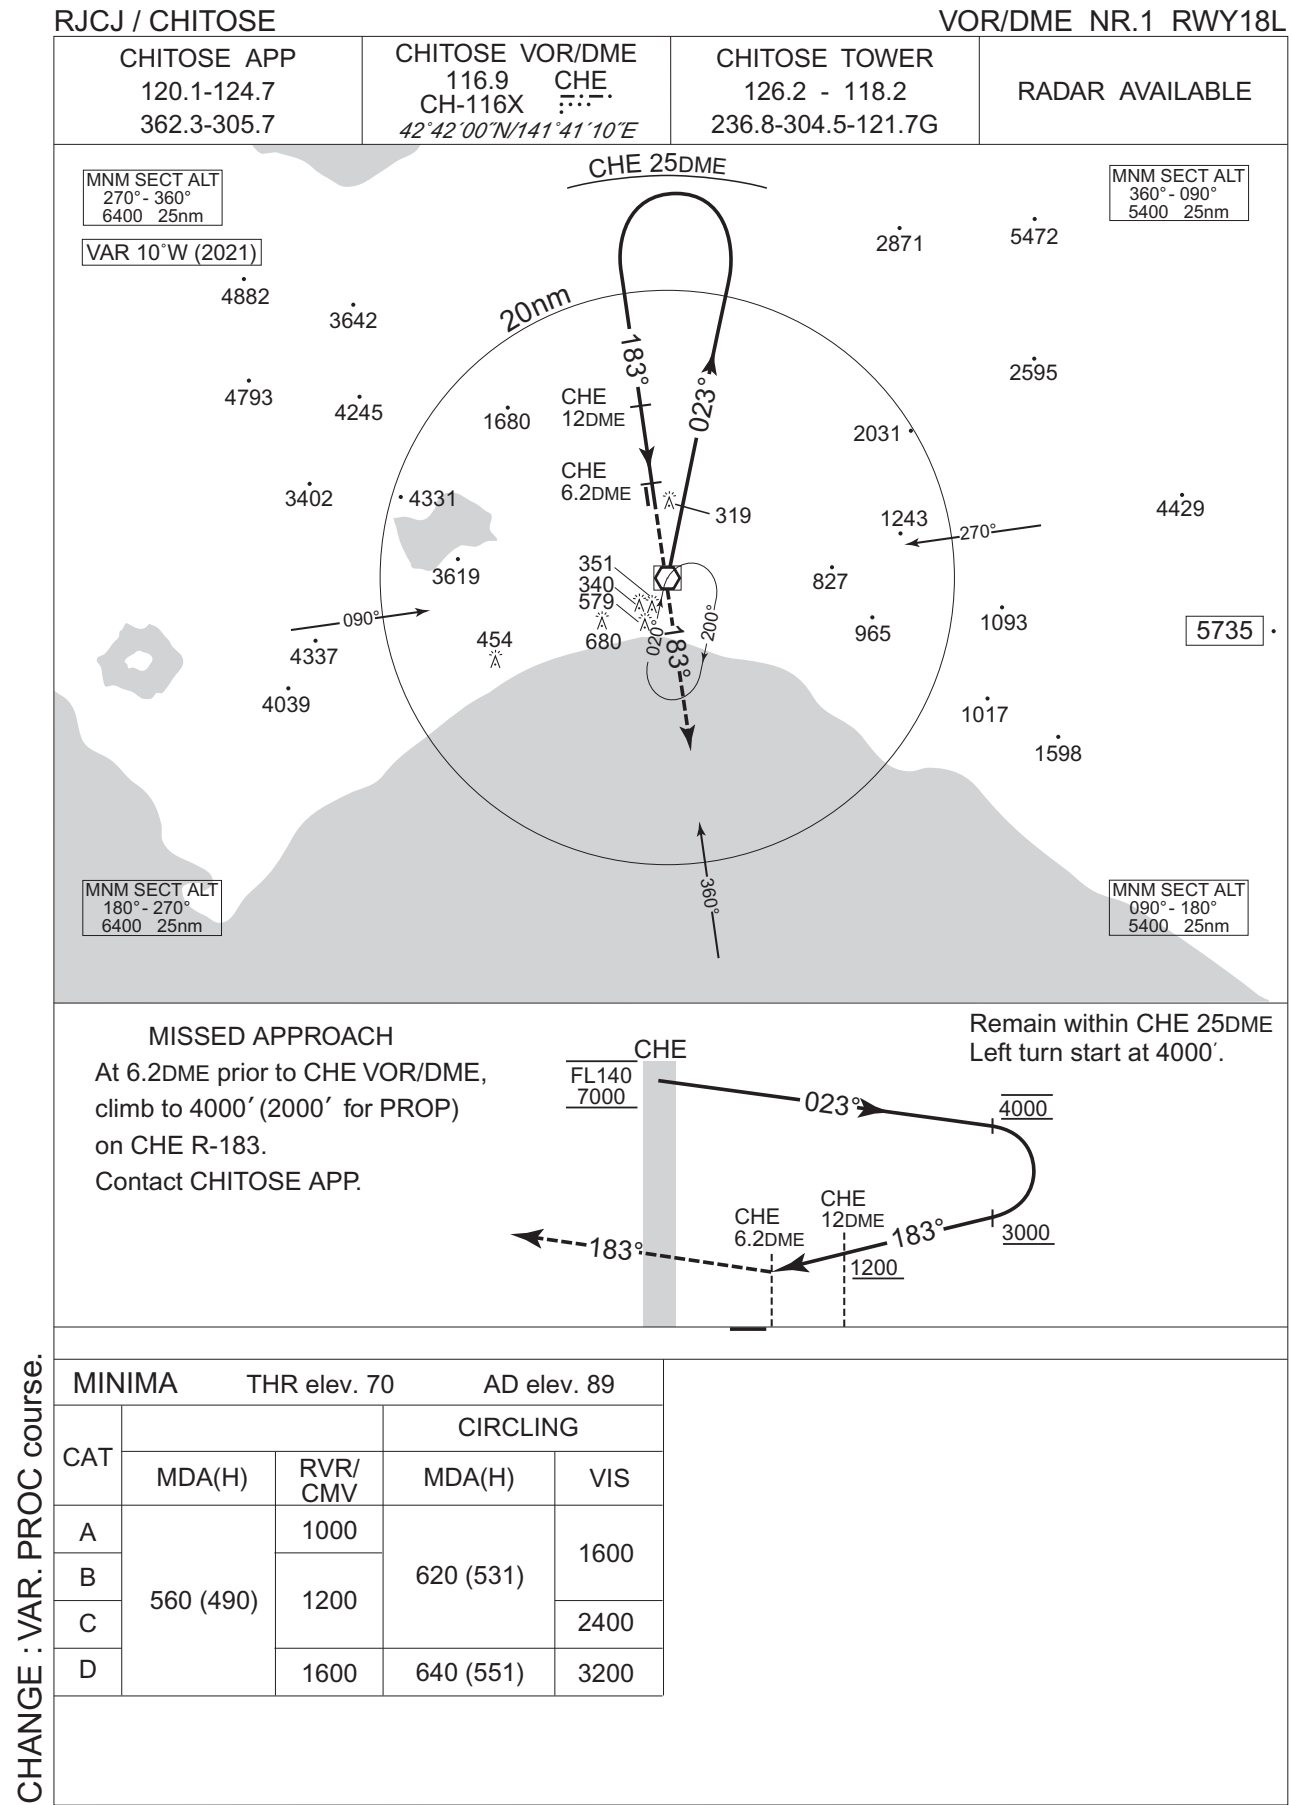 RJCJ / CHITOSE
VOR/DME NR.1 RWY18L
CHITOSE APP
120.1-124.7
362.3-305.7
CHITOSE VOR/DME
116.9 CHE
CH-116X
42°42′00″N/141°41′10″E
CHITOSE TOWER
126.2 - 118.2
236.8-304.5-121.7G
RADAR AVAILABLE
MNM SECT ALT
270°- 360°
6400 25nm
VAR 10°W (2021)
CHE 25DME
MNM SECT ALT
360°- 090°
5400 25nm
2871
5472
4882
3642
20nm
183°
023°
2595
4793
4245
1680
CHE
12DME
2031
CHE
6.2DME
3402
4331
319
1243
270°
4429
3619
351
340
579
827
090°
454
680
020°
200°
183°
965
1093
5735
4337
4039
1017
1598
360°
MNM SECT ALT
180°- 270°
6400 25nm
MNM SECT ALT
090°- 180°
5400 25nm
MISSED APPROACH
At 6.2DME prior to CHE VOR/DME,
climb to 4000′ (2000′ for PROP)
on CHE R-183.
Contact CHITOSE APP.
CHE
FL140
7000
Remain within CHE 25DME
Left turn start at 4000′.
023°
4000
CHE
6.2DME
CHE
12DME
183°
3000
183°
1200
MINIMA THR elev. 70 AD elev. 89
CAT
CIRCLING
MDA(H)
RVR/
CMV
MDA(H)
VIS
A
1000
B
560 (490)
1200
620 (531)
1600
C
2400
D
1600
640 (551)
3200
CHANGE : VAR. PROC course.